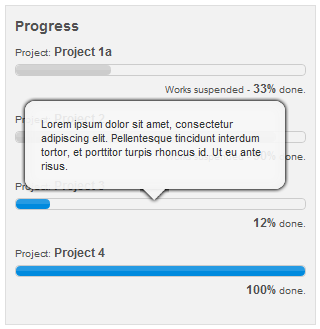 Progress
Project: Project 1a
Works suspended - 33% done.
Lorem ipsum dolor sit amet, consectetur
adipiscing elit. Pellentesque tincidunt interdum
tortor, et porttitor turpis rhoncus id. Ut eu ante
risus.
12% done.
Project: Project 4
100% done.